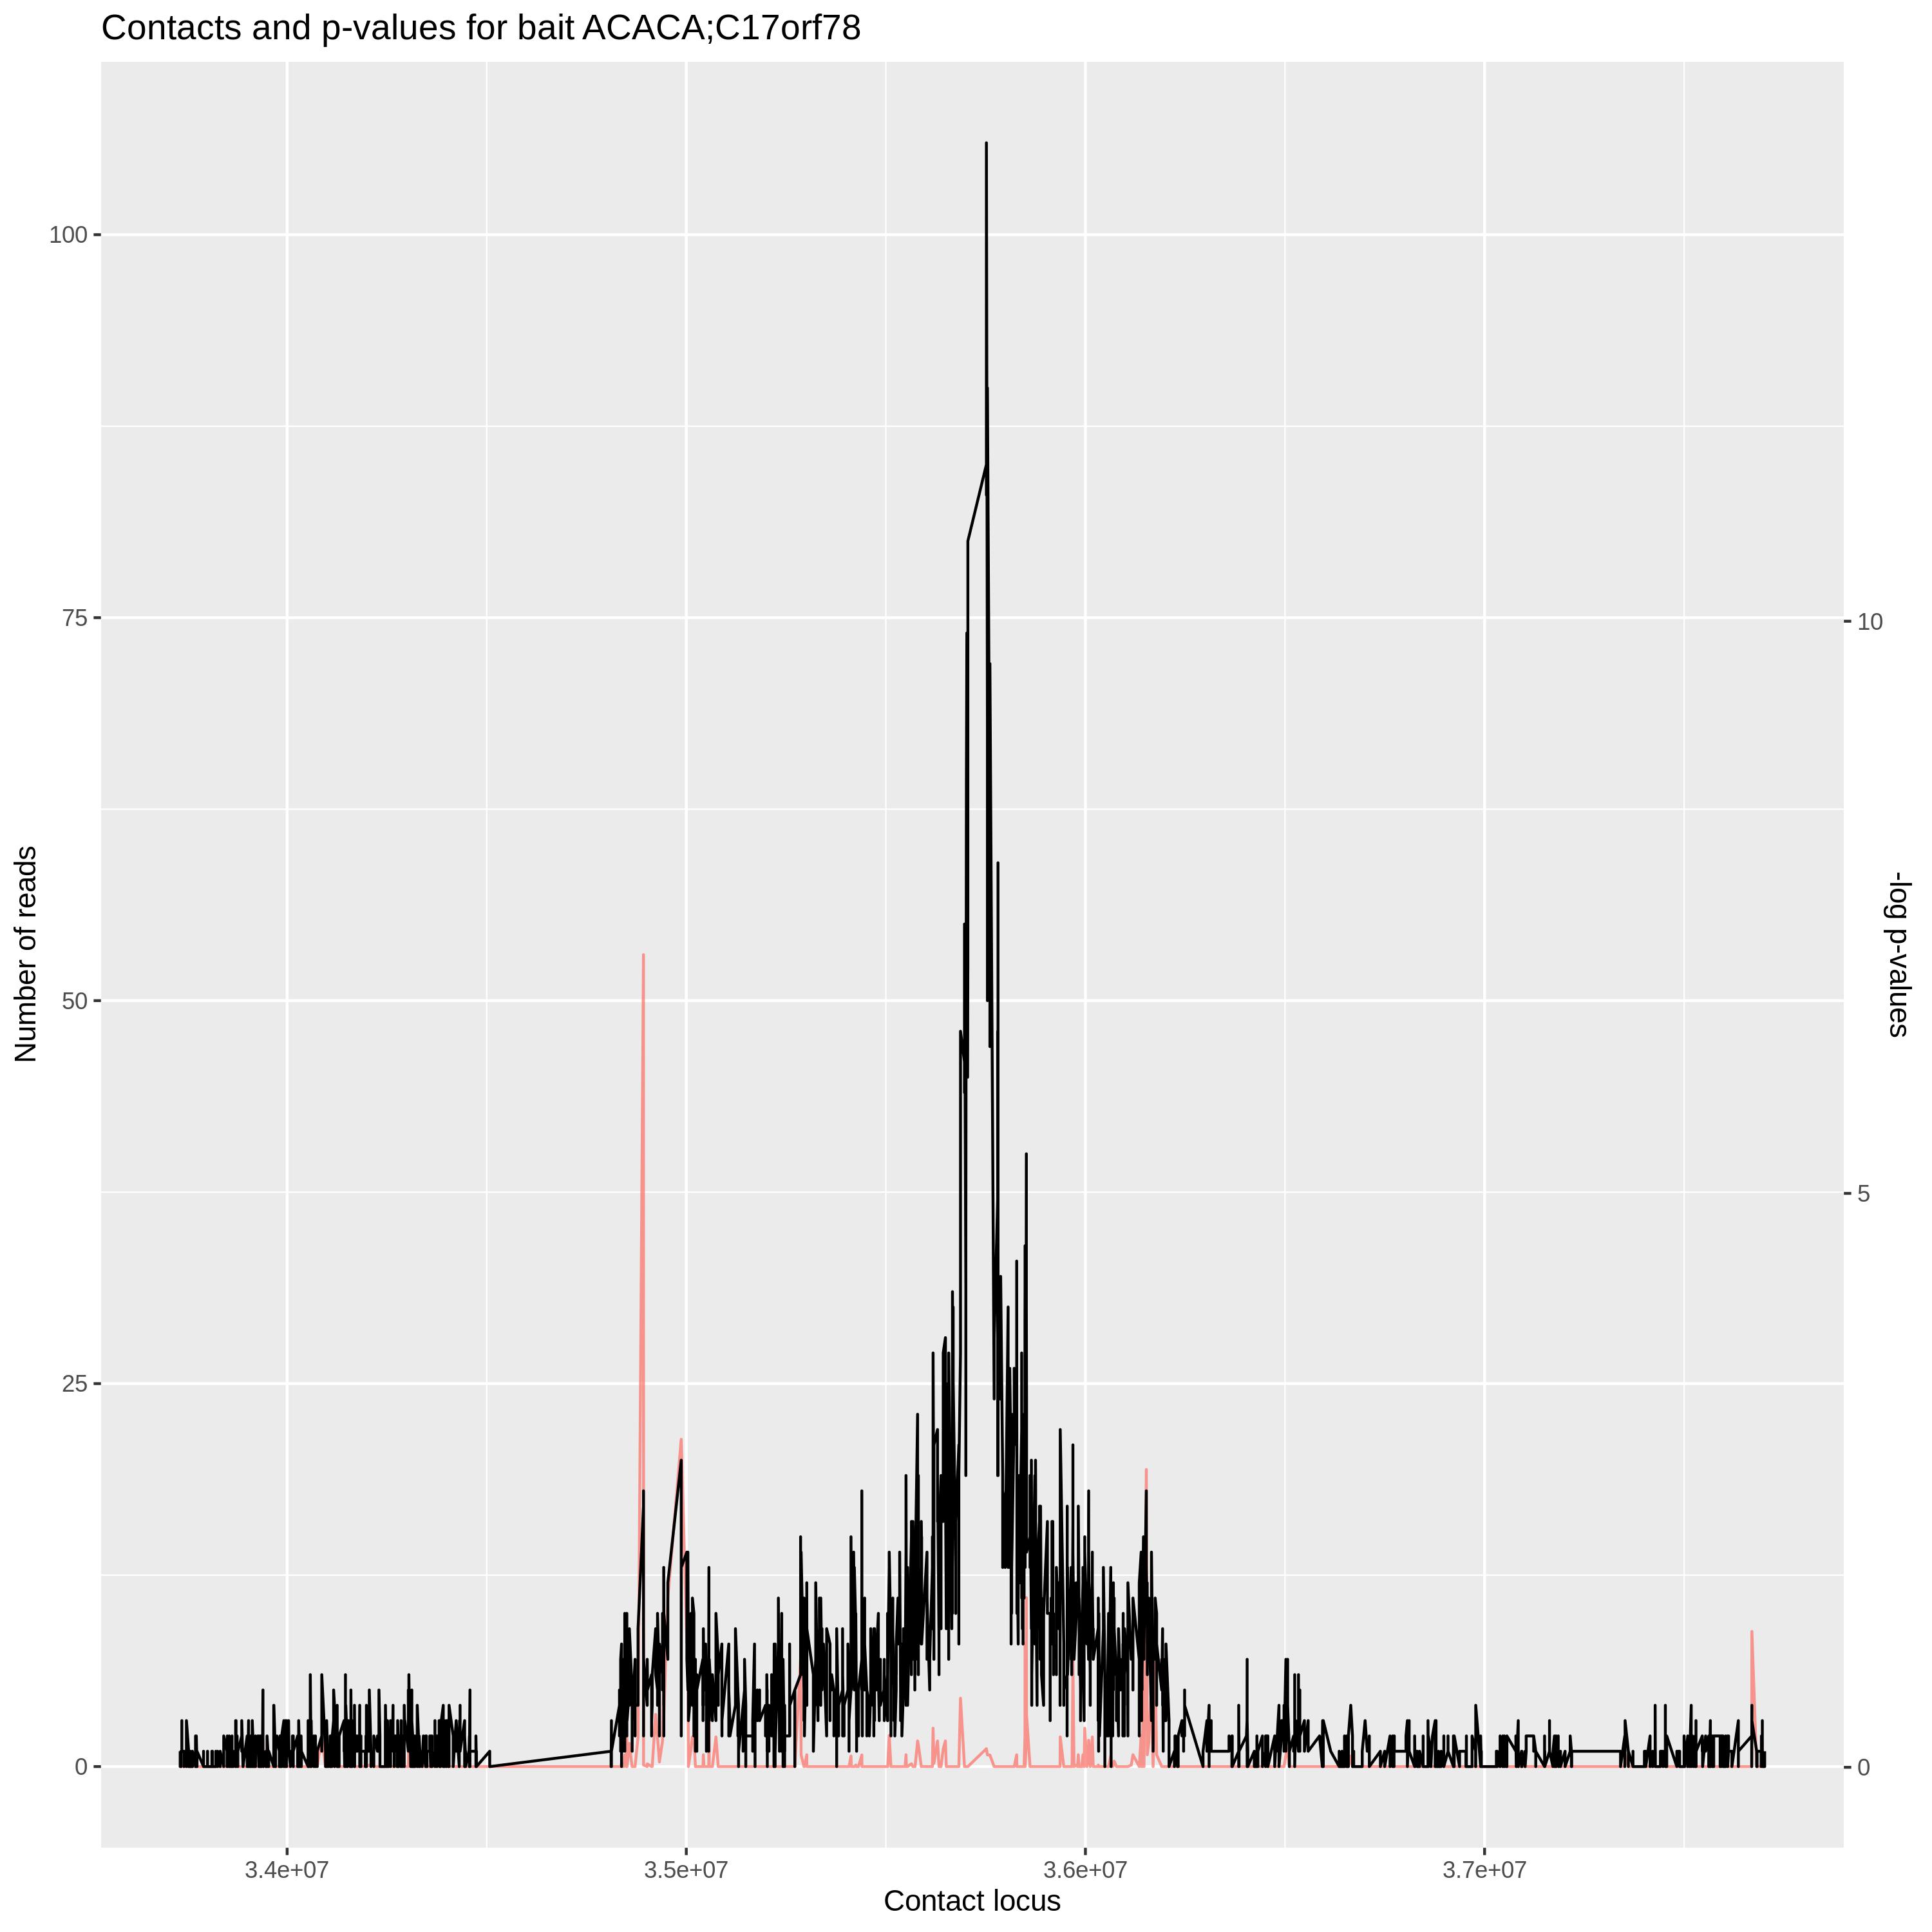 Contacts and p-values for bait ACACA;C17orf78
100
75
50
25
0
Number of reads
10
5
0
-log p-values
3.4e+07
3.5e+07
3.6e+07
3.7e+07
Contact locus